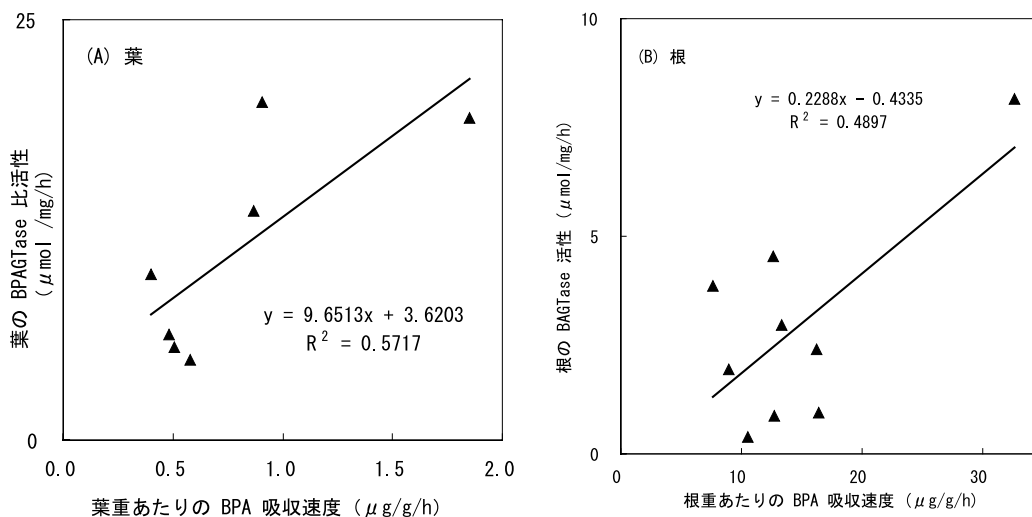 25
(A) 葉
y = 9.6513x + 3.6203
R² = 0.5717
葉の BPAGTase 比活性
(μmol /mg/h)
0
0.0 0.5 1.0 1.5 2.0
葉重あたりの BPA 吸収速度 (μg/g/h)
10
(B) 根
y = 0.2288x − 0.4335
R² = 0.4897
根の BAGTase 活性 (μmol/mg/h)
5
0
0 10 20 30
根重あたりの BPA 吸収速度 (μg/g/h)